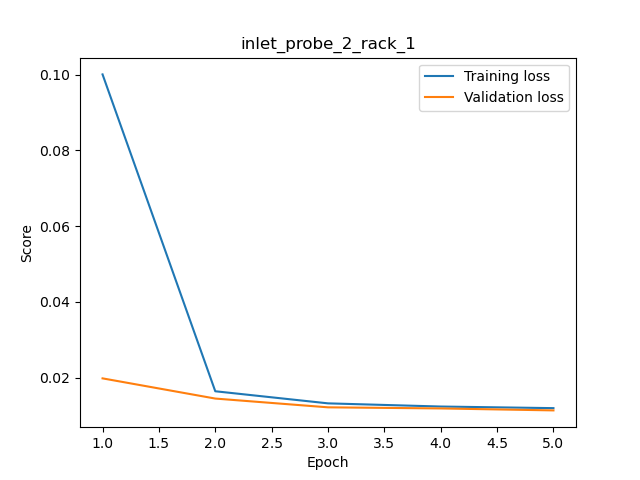 inlet_probe_2_rack_1
Training loss
Validation loss
0.10
0.08
0.06
0.04
0.02
Score
1.0 1.5 2.0 2.5 3.0 3.5 4.0 4.5 5.0
Epoch